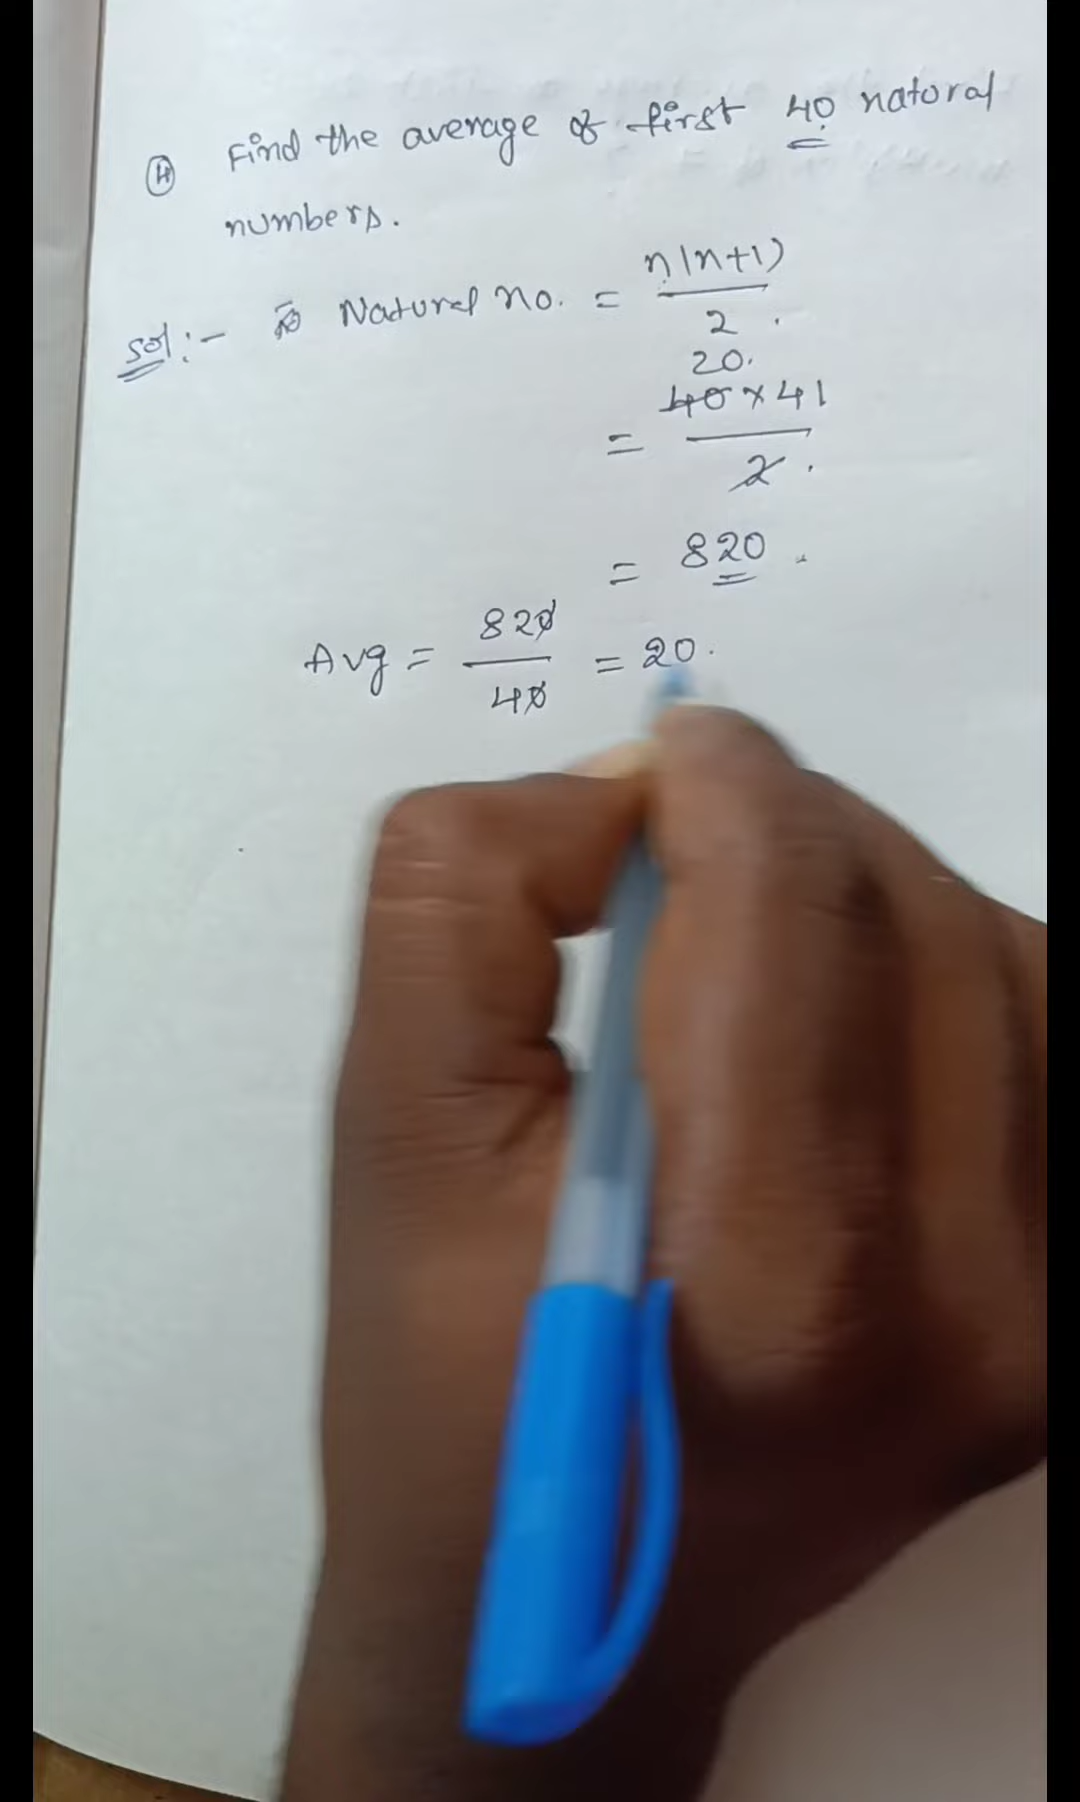 ④ Find the average of first 40 natural
numbers.
Sol:- Natural no. = n(n+1)/2.
20.
= 40 × 41/2.
= 820.
Avg = 820/40 = 20.